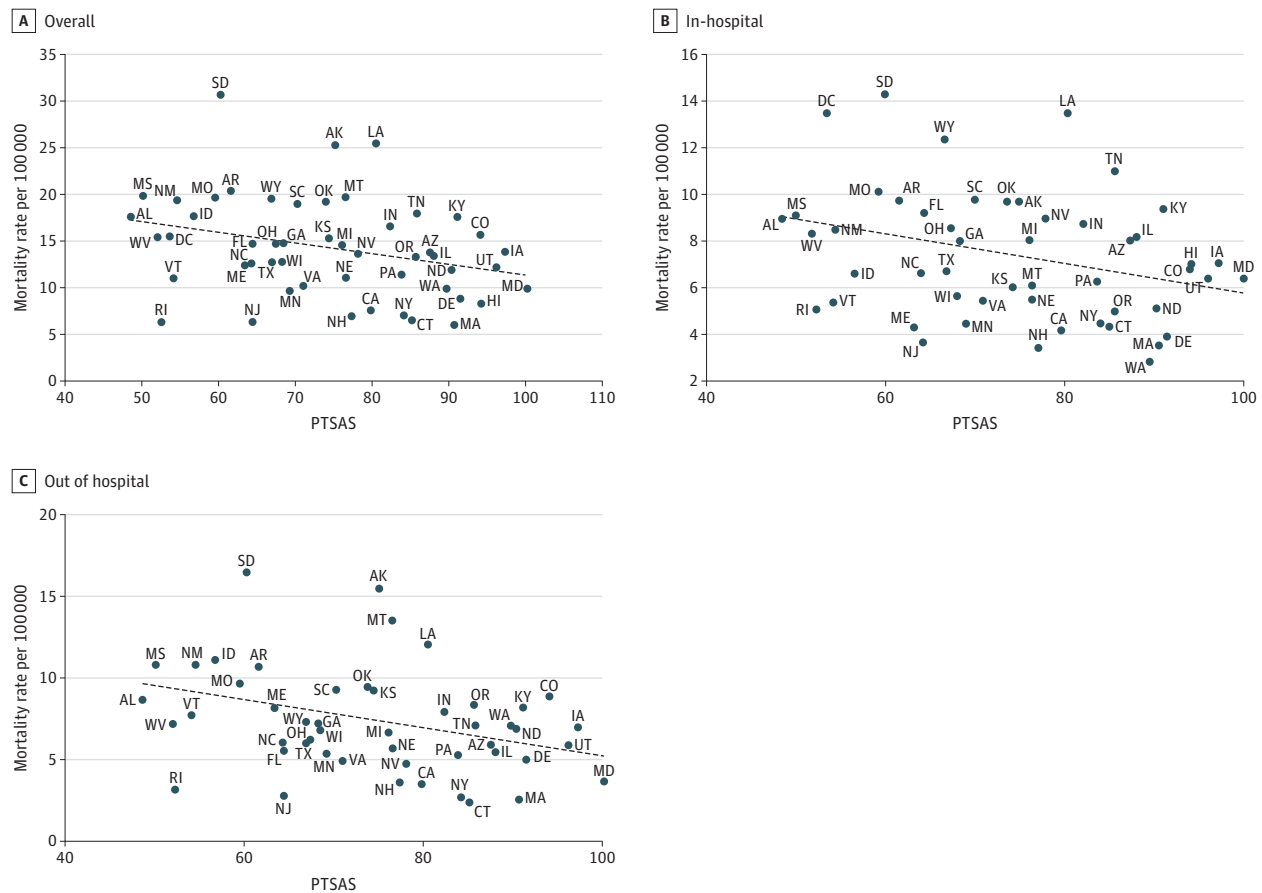 A Overall
Mortality rate per 100 000
35
30
25
20
15
10
5
0
SD
AK
LA
MS
NM
MO
AR
WY
SC
OK
MT
TN
KY
AL
ID
IN
CO
WV
DC
FL
OH
GA
KS
MI
NV
OR
AZ
IL
IA
NC
VT
ME
TX
WI
VA
NE
PA
ND
UT
MN
WA
MD
RI
NJ
NH
CA
NY
CT
DE
HI
MA
40
50
60
70
80
90
100
110
PTSAS
B In-hospital
Mortality rate per 100 000
16
14
12
10
8
6
4
2
SD
DC
LA
WY
TN
MO
AR
SC
OK
AK
KY
MS
AL
FL
NV
IN
WV
NM
OH
GA
MI
AZ
IL
ID
NC
TX
KS
MT
PA
HI
CO
IA
MD
UT
RI
VT
WI
VA
NE
OR
ND
ME
MN
CA
NY
CT
NJ
NH
MA
DE
WA
40
60
80
100
PTSAS
C Out of hospital
Mortality rate per 100 000
20
15
10
5
0
SD
AK
MT
LA
MS
NM
ID
AR
MO
SC
OK
KS
CO
AL
VT
ME
IN
OR
KY
WV
WY
GA
TN
WA
ND
IA
NC
OH
WI
MI
FL
TX
MN
VA
NE
NV
PA
AZ
IL
DE
UT
RI
NJ
NH
CA
NY
CT
MA
MD
40
60
80
100
PTSAS